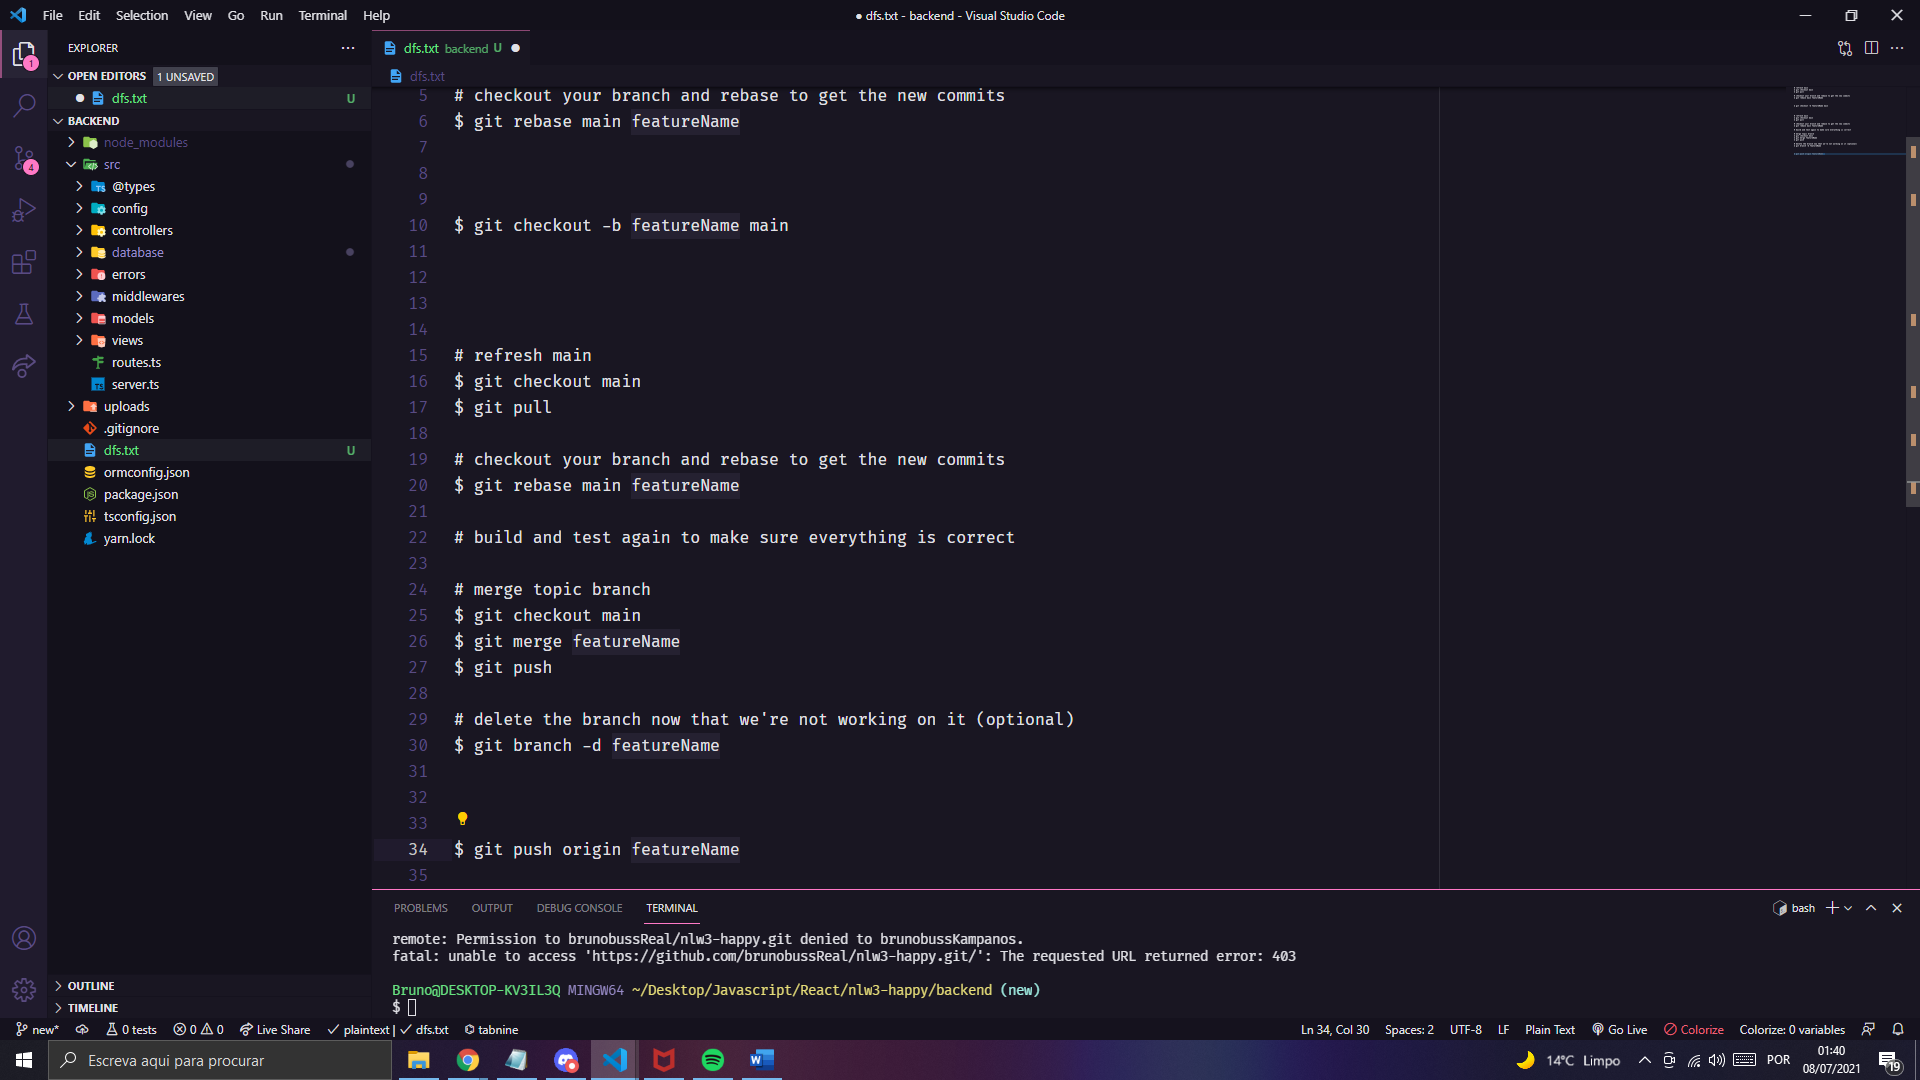 File Edit Selection View Go Run Terminal Help
● dfs.txt - backend - Visual Studio Code
EXPLORER
OPEN EDITORS 1 UNSAVED
dfs.txt U
BACKEND
node_modules
src
@types
config
controllers
database
errors
middlewares
models
views
routes.ts
server.ts
uploads
.gitignore
dfs.txt U
ormconfig.json
package.json
tsconfig.json
yarn.lock
OUTLINE
TIMELINE
1
4
dfs.txt backend U
dfs.txt
5 # checkout your branch and rebase to get the new commits
6 $ git rebase main featureName
7
8
9
10 $ git checkout -b featureName main
11
12
13
14
15 # refresh main
16 $ git checkout main
17 $ git pull
18
19 # checkout your branch and rebase to get the new commits
20 $ git rebase main featureName
21
22 # build and test again to make sure everything is correct
23
24 # merge topic branch
25 $ git checkout main
26 $ git merge featureName
27 $ git push
28
29 # delete the branch now that we're not working on it (optional)
30 $ git branch -d featureName
31
32
33
34 $ git push origin featureName
35
PROBLEMS OUTPUT DEBUG CONSOLE TERMINAL
bash
remote: Permission to brunobussReal/nlw3-happy.git denied to brunobussKampanos.
fatal: unable to access 'https://github.com/brunobussReal/nlw3-happy.git/': The requested URL returned error: 403
Bruno@DESKTOP-KV3IL3Q MINGW64 ~/Desktop/Javascript/React/nlw3-happy/backend (new)
$
new* 0 tests 0 0 Live Share plaintext | dfs.txt tabnine
Ln 34, Col 30 Spaces: 2 UTF-8 LF Plain Text Go Live Colorize Colorize: 0 variables
Escreva aqui para procurar
14°C Limpo
POR
01:40
08/07/2021
19